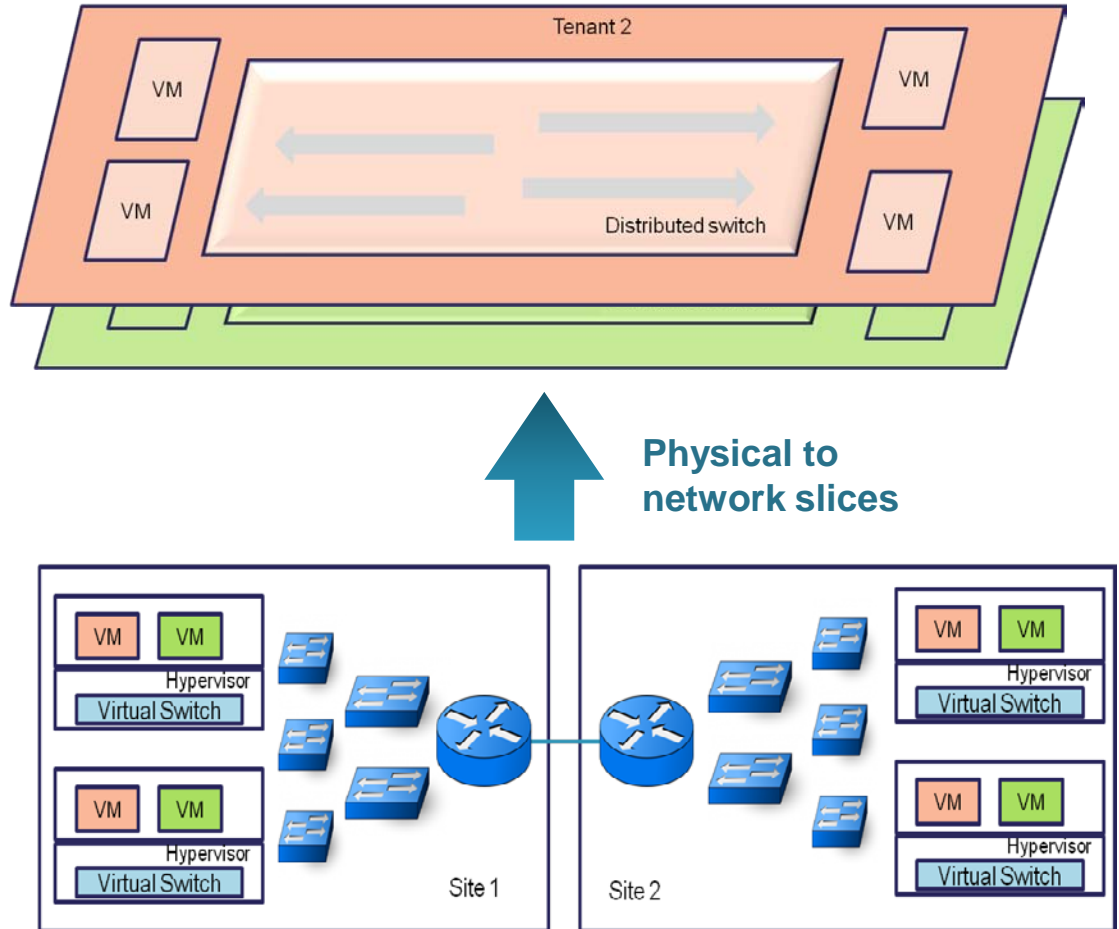 Tenant 2
VM
VM
VM
VM
Distributed switch
Physical to
network slices
VM VM
Hypervisor
Virtual Switch
VM VM
Hypervisor
Virtual Switch
Site 1
VM VM
Hypervisor
Virtual Switch
VM VM
Hypervisor
Virtual Switch
Site 2